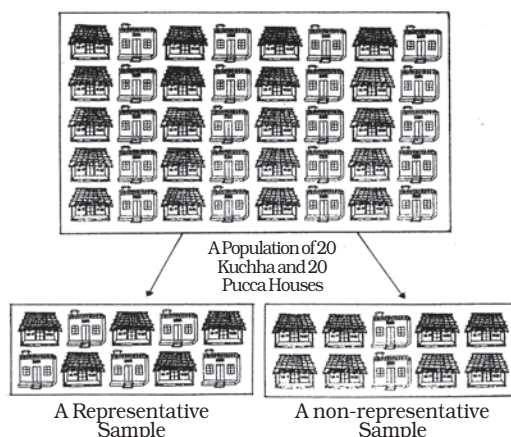 A Population of 20
Kuchha and 20
Pucca Houses
A Representative
Sample
A non-representative
Sample